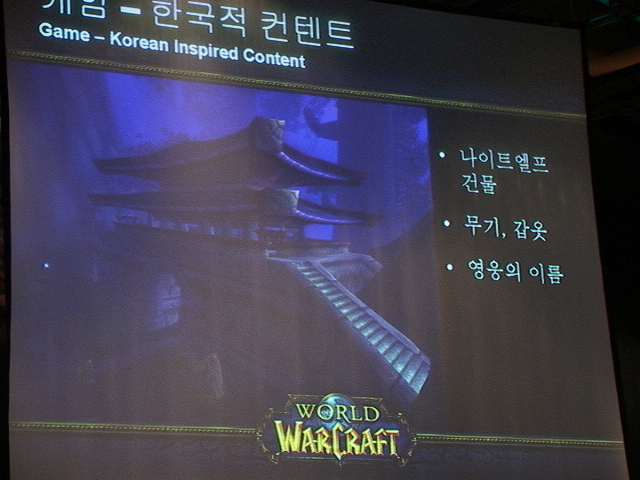 게임 – 한국적 컨텐트
Game – Korean Inspired Content
• 나이트엘프
건물
• 무기, 갑옷
• 영웅의 이름
WORLD
WARCRAFT